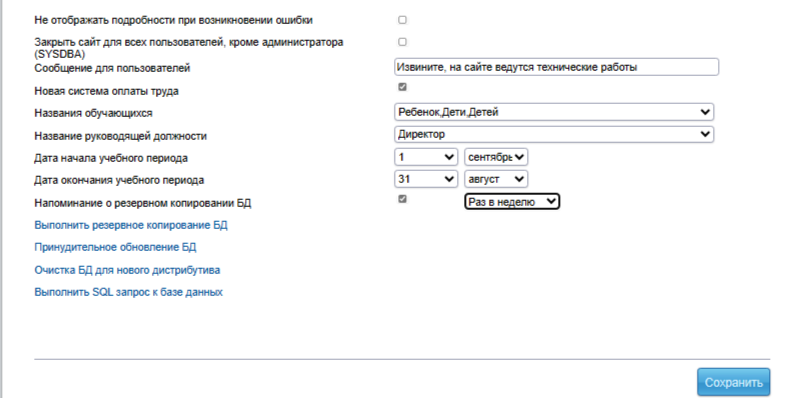 Не отображать подробности при возникновении ошибки
Закрыть сайт для всех пользователей, кроме администратора
(SYSDBA)
Сообщение для пользователей Извините, на сайте ведутся технические работы
Новая система оплаты труда
Названия обучающихся Ребенок,Дети,Детей
Название руководящей должности Директор
Дата начала учебного периода 1 сентябрь
Дата окончания учебного периода 31 август
Напоминание о резервном копировании БД Раз в неделю
Выполнить резервное копирование БД
Принудительное обновление БД
Очистка БД для нового дистрибутива
Выполнить SQL запрос к базе данных
Сохранить